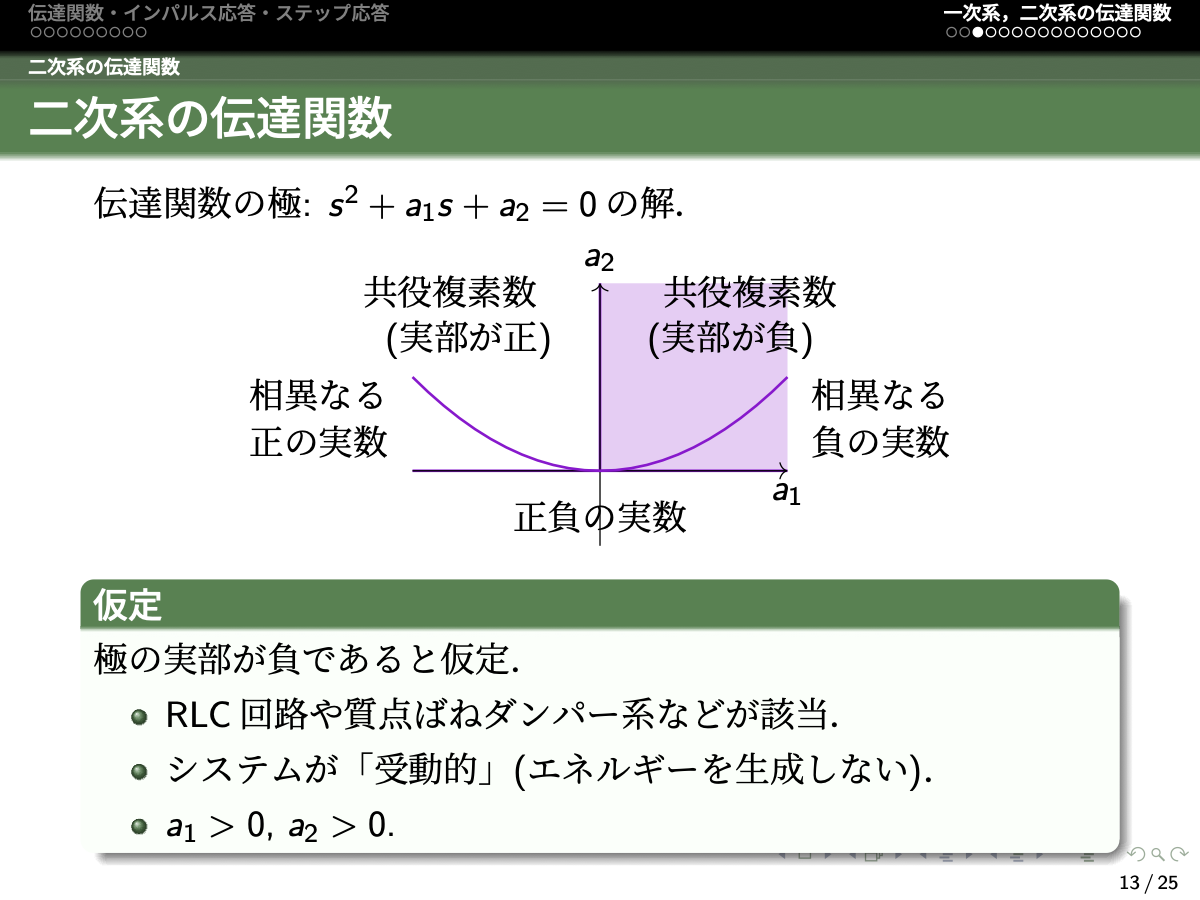 伝達関数・インパルス応答・ステップ応答
一次系，二次系の伝達関数
二次系の伝達関数
二次系の伝達関数
伝達関数の極: s² + a₁s + a₂ = 0 の解.
a₂
共役複素数
(実部が正)
共役複素数
(実部が負)
相異なる
正の実数
相異なる
負の実数
a₁
正負の実数
仮定
極の実部が負であると仮定.
RLC 回路や質点ばねダンパー系などが該当.
システムが「受動的」(エネルギーを生成しない).
a₁ > 0, a₂ > 0.
13 / 25